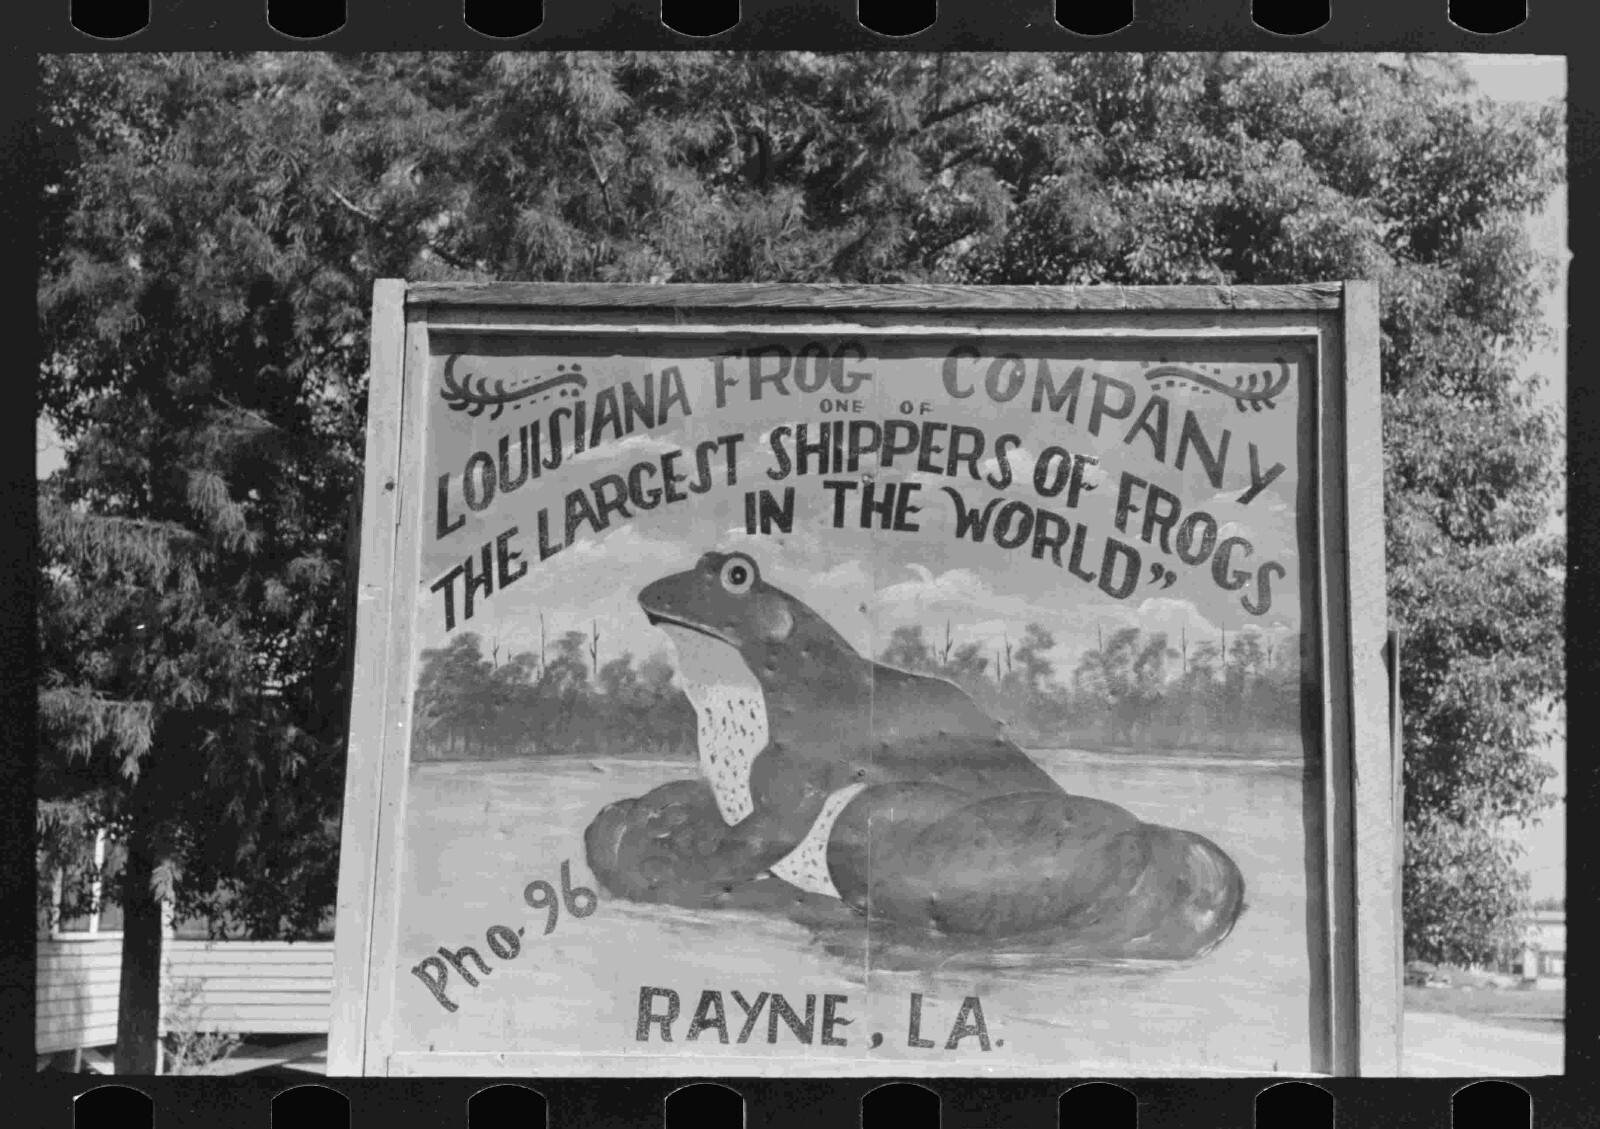 LOUISIANA FROG COMPANY
ONE OF
THE LARGEST SHIPPERS OF FROGS
IN THE WORLD”
Pho. 96
RAYNE, LA.